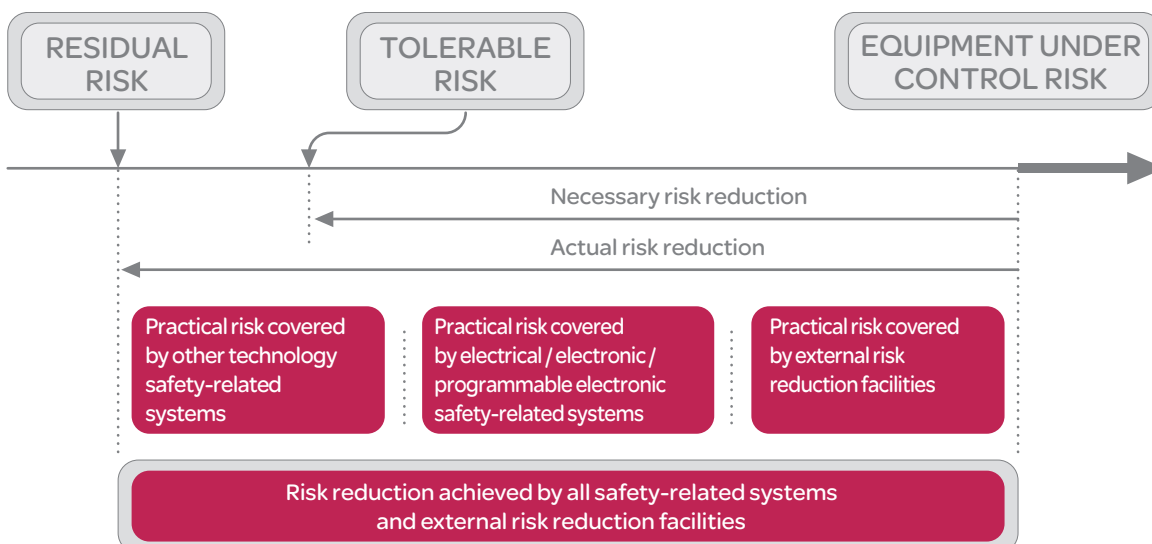 RESIDUAL
RISK
TOLERABLE
RISK
EQUIPMENT UNDER
CONTROL RISK
Necessary risk reduction
Actual risk reduction
Practical risk covered
by other technology
safety-related
systems
Practical risk covered
by electrical / electronic /
programmable electronic
safety-related systems
Practical risk covered
by external risk
reduction facilities
Risk reduction achieved by all safety-related systems
and external risk reduction facilities